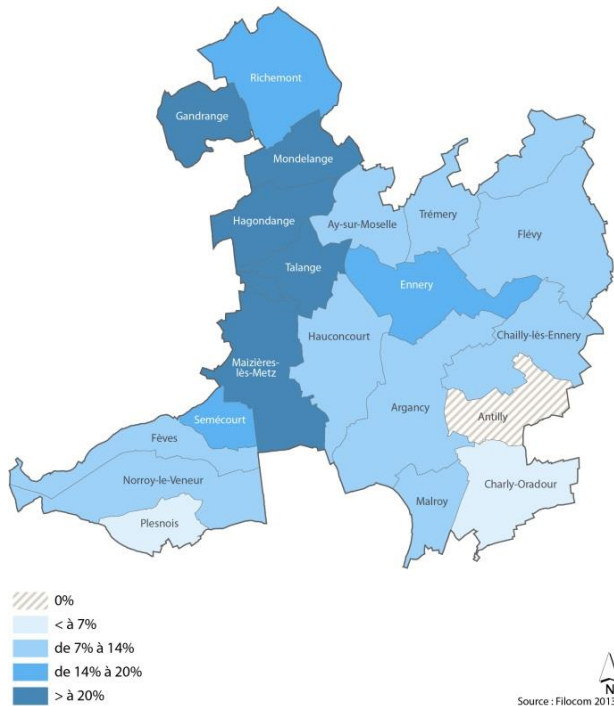 Richemont
Gandrange
Mondelange
Hagondange
Ay-sur-Moselle
Trémery
Flévy
Talange
Ennery
Hauconcourt
Chailly-lès-Ennery
Maizières-
lès-Metz
Argancy
Antilly
Semécourt
Fèves
Norroy-le-Veneur
Malroy
Charly-Oradour
Plesnois
0%
< à 7%
de 7% à 14%
de 14% à 20%
> à 20%
N
Source : Filocom 2013